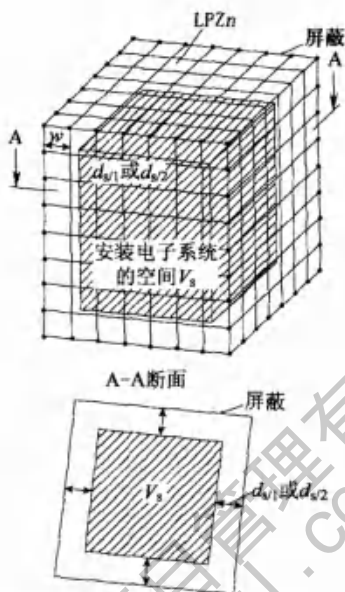 LPZn
屏蔽
A
A
w
ds/1或ds/2
安装电子系统
的空间Vs
A-A断面
屏蔽
Vs
ds/1或ds/2